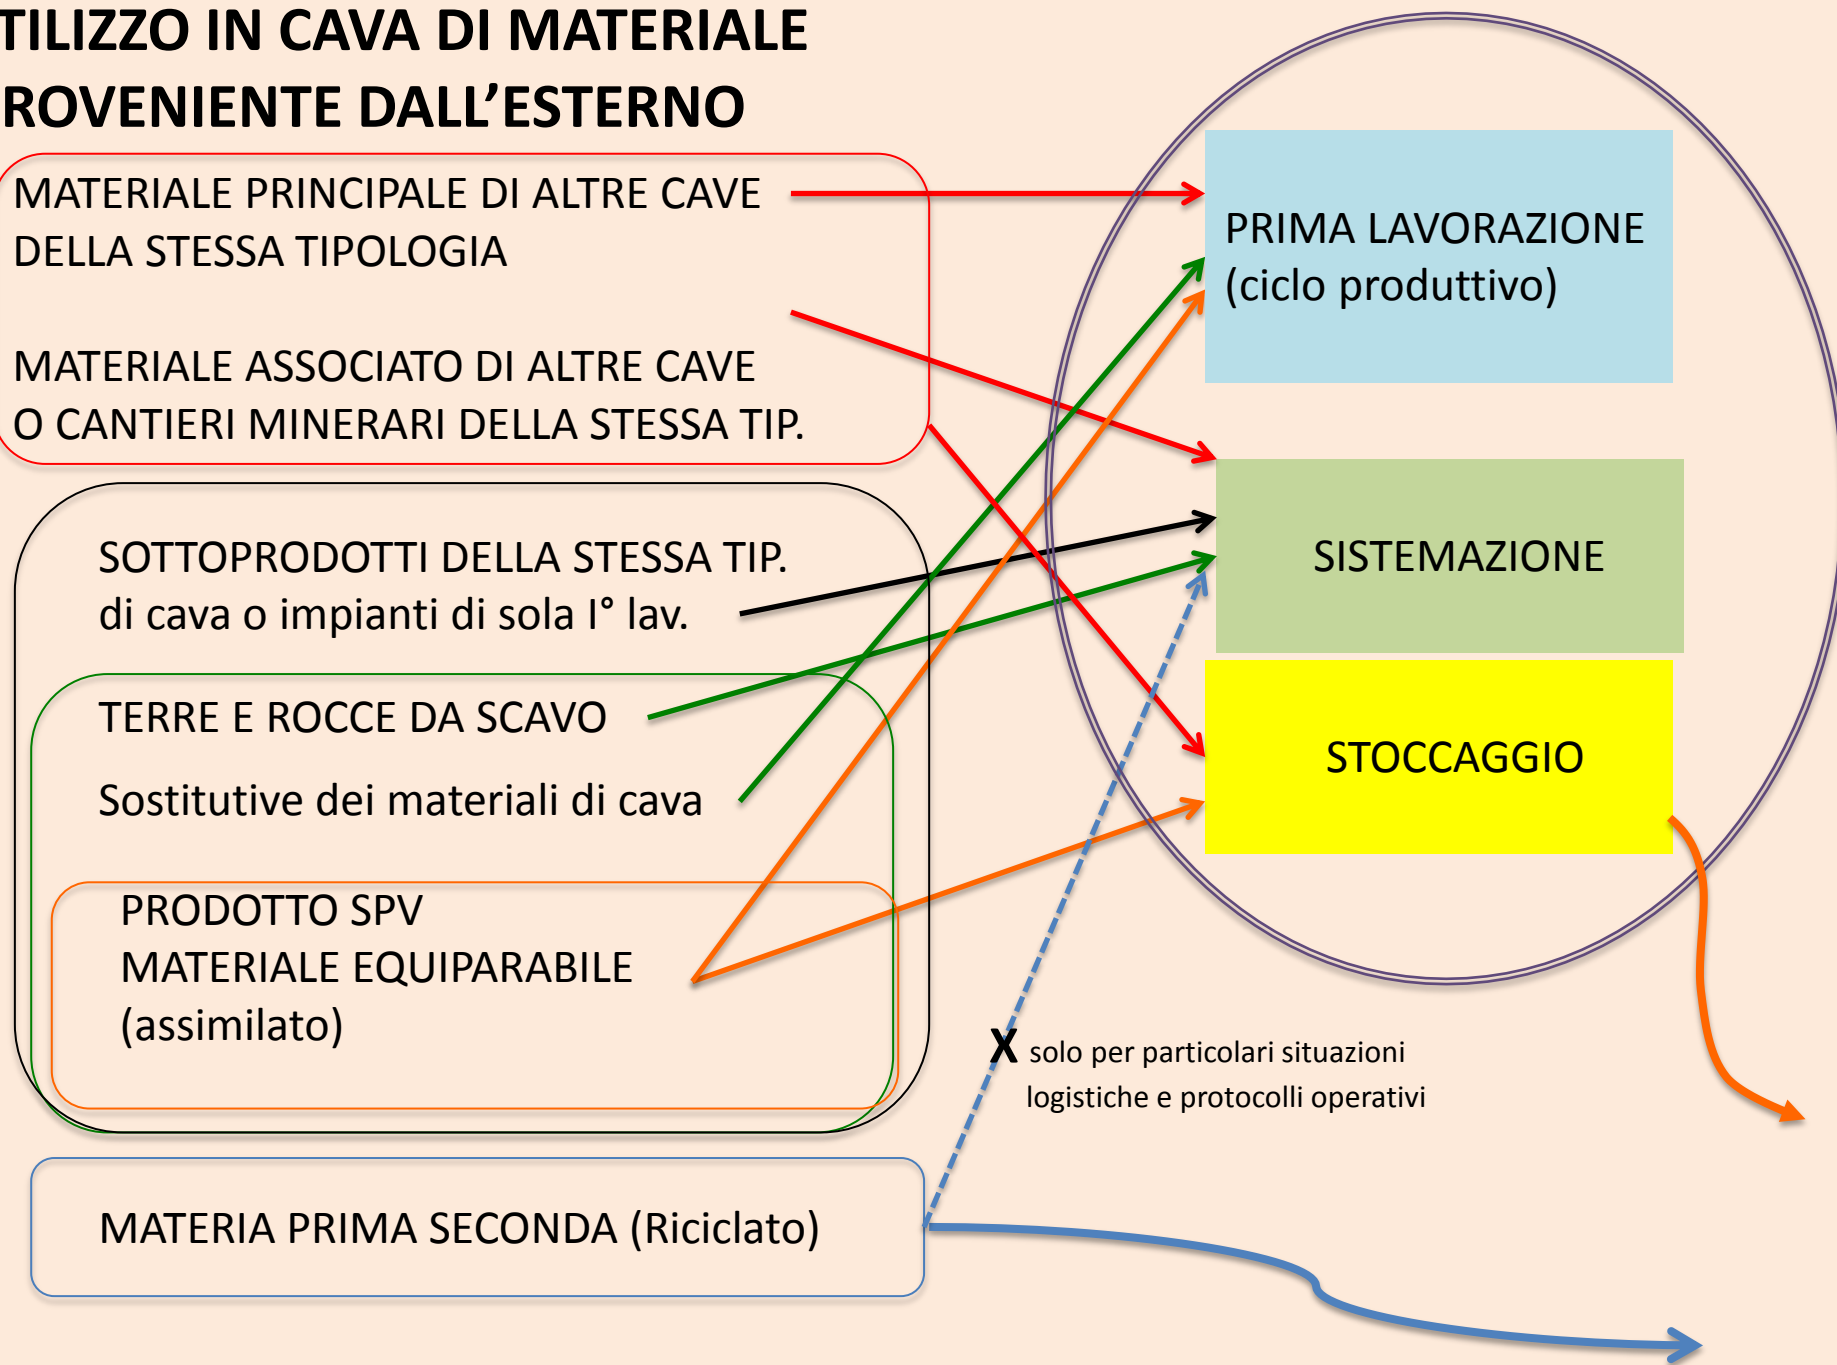 TILIZZO IN CAVA DI MATERIALE
ROVENIENTE DALL’ESTERNO
MATERIALE PRINCIPALE DI ALTRE CAVE
DELLA STESSA TIPOLOGIA
MATERIALE ASSOCIATO DI ALTRE CAVE
O CANTIERI MINERARI DELLA STESSA TIP.
SOTTOPRODOTTI DELLA STESSA TIP.
di cava o impianti di sola I° lav.
TERRE E ROCCE DA SCAVO
Sostitutive dei materiali di cava
PRODOTTO SPV
MATERIALE EQUIPARABILE
(assimilato)
MATERIA PRIMA SECONDA (Riciclato)
PRIMA LAVORAZIONE
(ciclo produttivo)
SISTEMAZIONE
STOCCAGGIO
X solo per particolari situazioni
logistiche e protocolli operativi